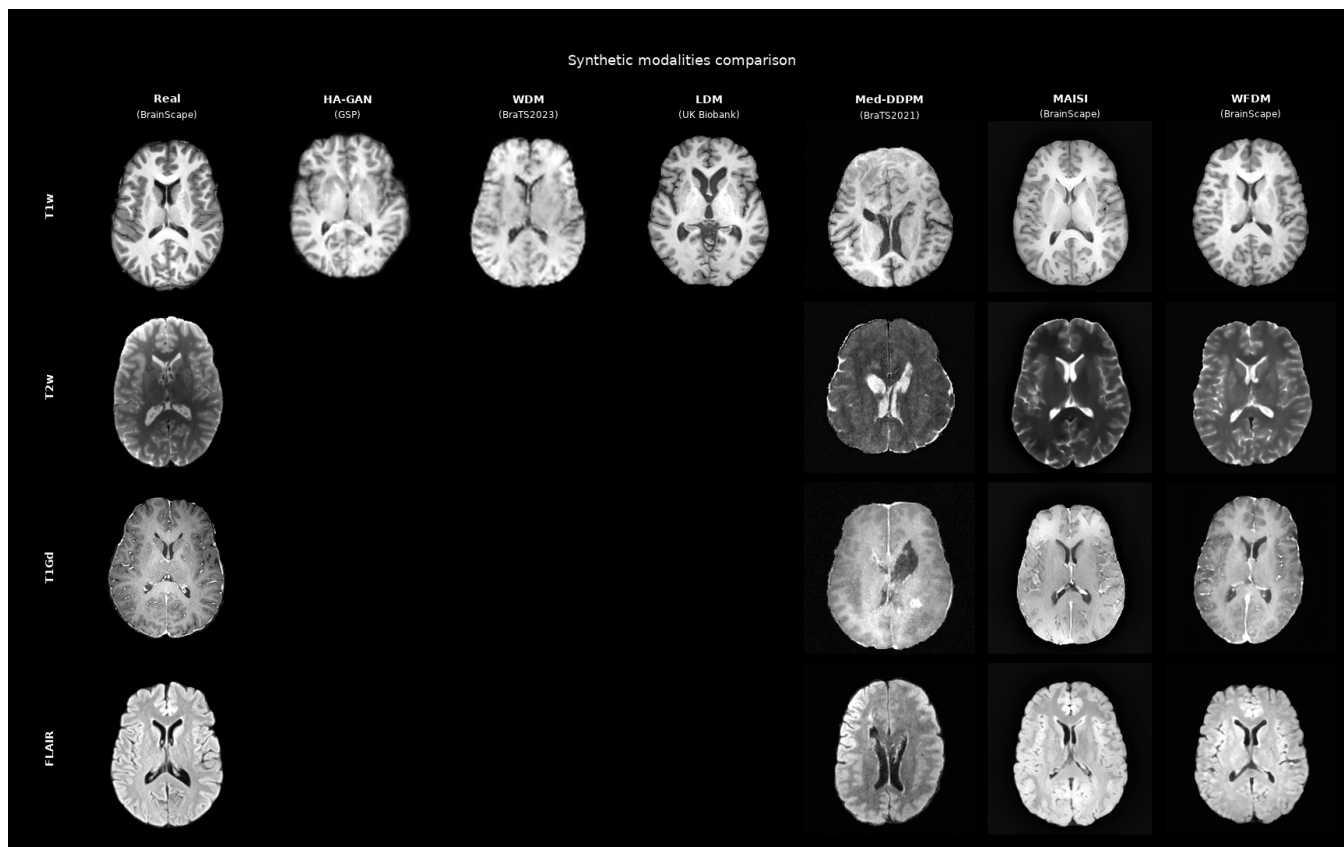 Synthetic modalities comparison
Real
(BrainScape)
HA-GAN
(GSP)
WDM
(BraTS2023)
LDM
(UK Biobank)
Med-DDPM
(BraTS2021)
MAISI
(BrainScape)
WFDM
(BrainScape)
T1w
T2w
T1Gd
FLAIR